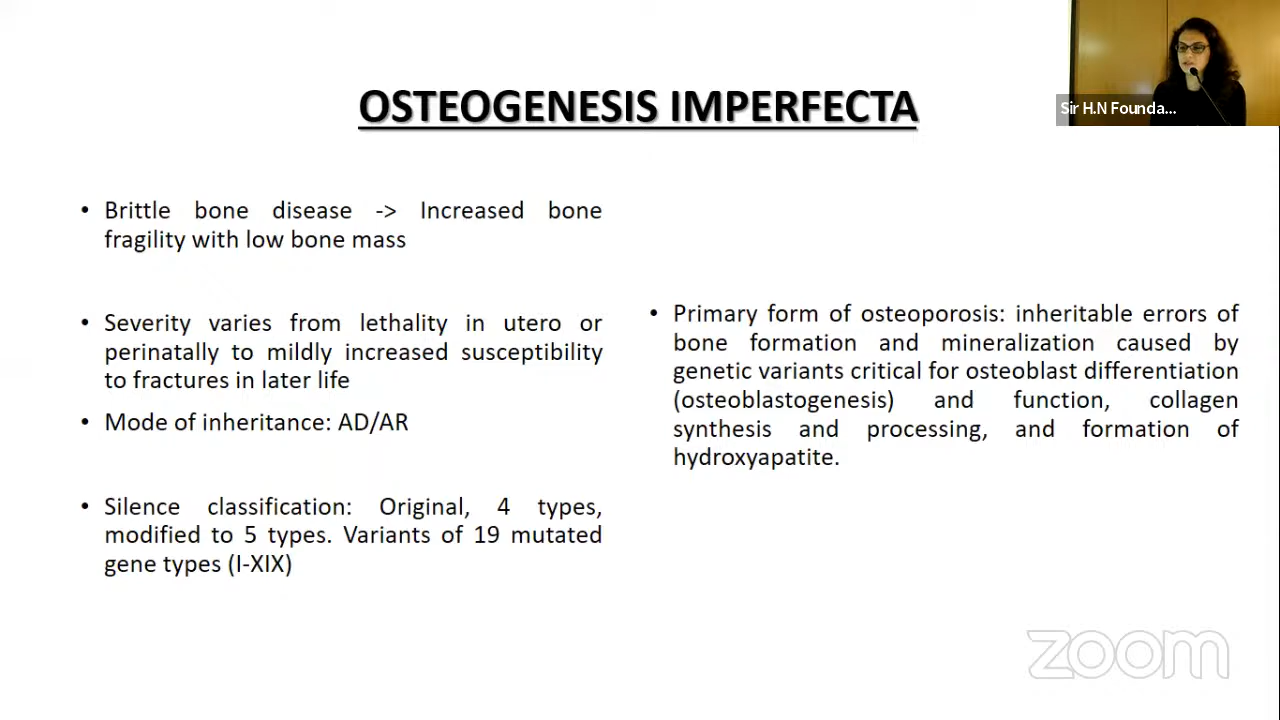 Sir H.N Founda...
OSTEOGENESIS IMPERFECTA
• Brittle bone disease -> Increased bone
fragility with low bone mass
• Severity varies from lethality in utero or
perinatally to mildly increased susceptibility
to fractures in later life
• Mode of inheritance: AD/AR
• Silence classification: Original, 4 types,
modified to 5 types. Variants of 19 mutated
gene types (I-XIX)
• Primary form of osteoporosis: inheritable errors of
bone formation and mineralization caused by
genetic variants critical for osteoblast differentiation
(osteoblastogenesis) and function, collagen
synthesis and processing, and formation of
hydroxyapatite.
zoom